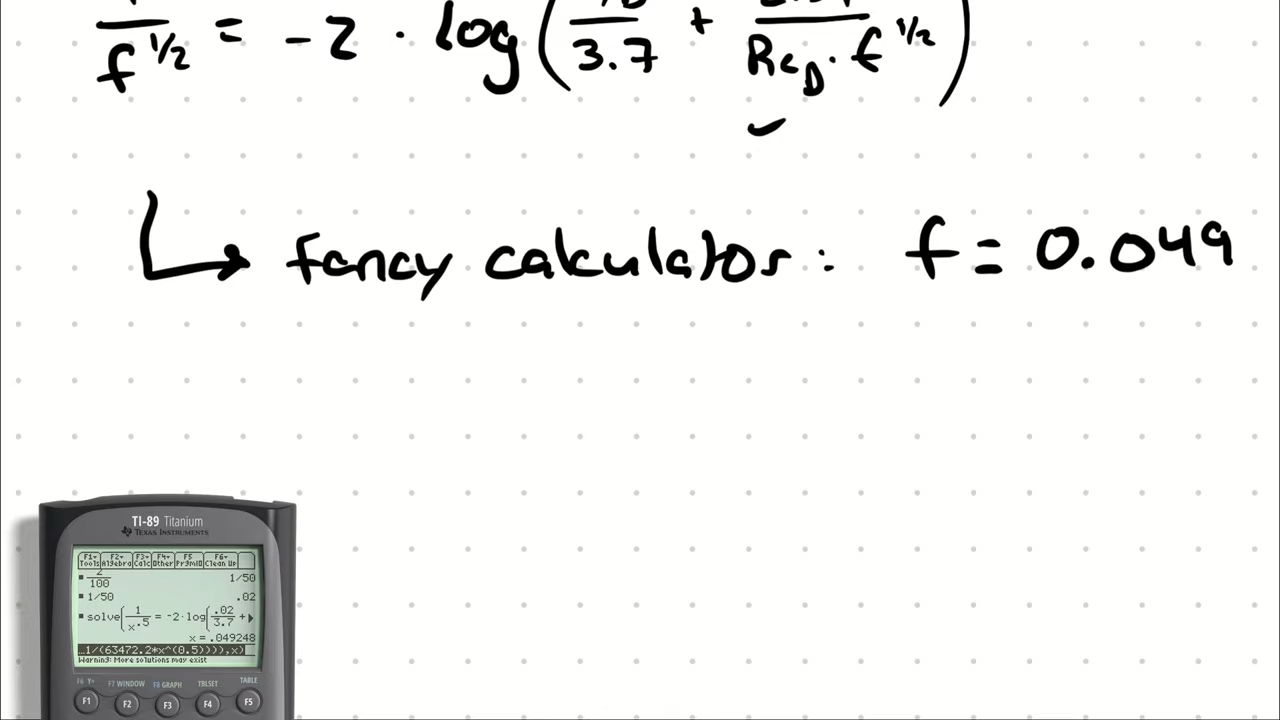 f^1/2 = -2 · log( 3.7 + Re_D · f^1/2 )
fancy calculator: f = 0.049
TI-89 Titanium
TEXAS INSTRUMENTS
F1 F2 F3 F4 F5 F6
Tools Algebra Calc Other PrgmIO Clean Up
2/100 1/50
1/50 .02
solve(1/x^.5 = -2·log(.02/3.7 +
x = .049248
…1/(63472.2*x^(0.5)))),x)
Warning: More solutions may exist
F6 Y= F7 WINDOW F8 GRAPH TBLSET TABLE
F1 F2 F3 F4 F5